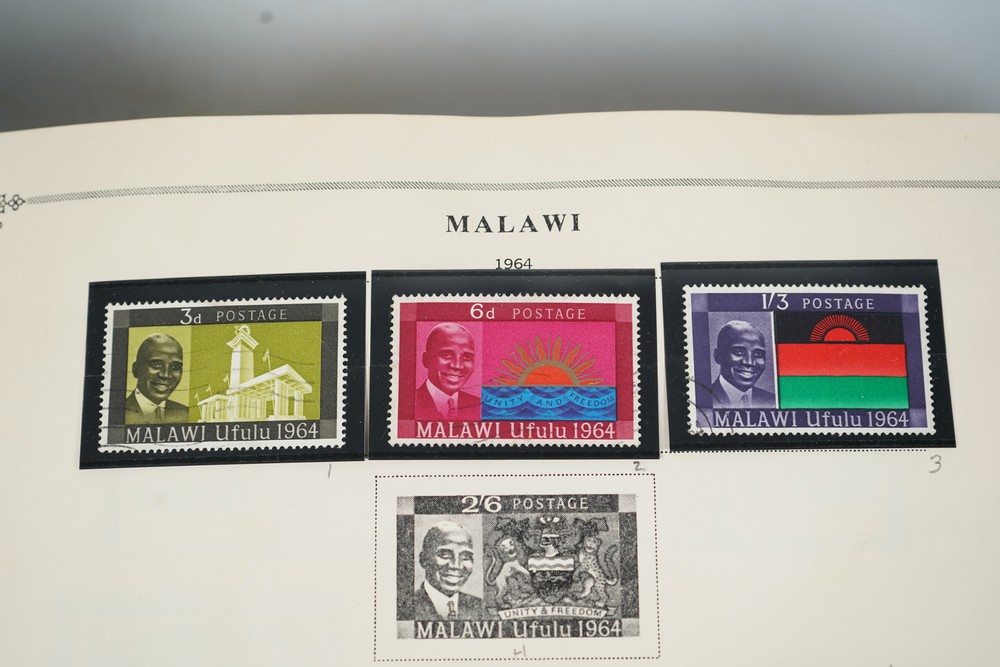 MALAWI
1964
3d POSTAGE
MALAWI Ufulu 1964
6d POSTAGE
UNITY AND FREEDOM
MALAWI Ufulu 1964
1/3 POSTAGE
MALAWI Ufulu 1964
1
2
3
2/6 POSTAGE
UNITY & FREEDOM
MALAWI Ufulu 1964
4